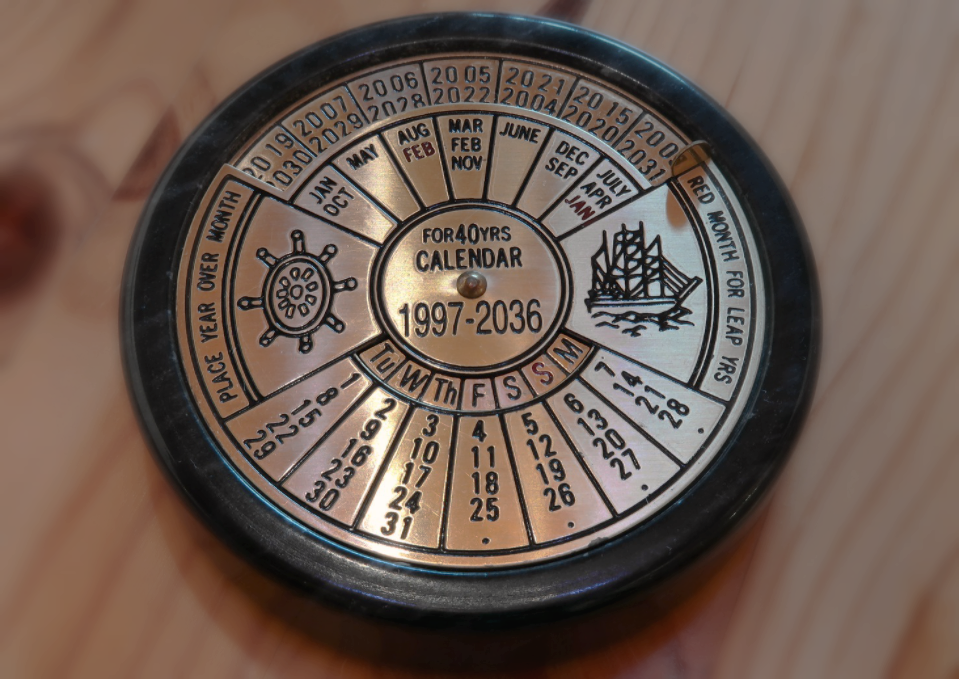 2019 2007 2006 2005 2021 2015 2009
2030 2029 2028 2022 2004 2020 2031
JAN
OCT
MAY
AUG
FEB
MAR
FEB
NOV
JUNE
DEC
SEP
JULY
APR
JAN
PLACE YEAR OVER MONTH
RED MONTH FOR LEAP YRS
FOR 40 YRS
CALENDAR
1997-2036
Tu W Th F S S M
1 2 3 4 5 6 7
8 9 10 11 12 13 14
15 16 17 18 19 20 21
22 23 24 25 26 27 28
29 30 31